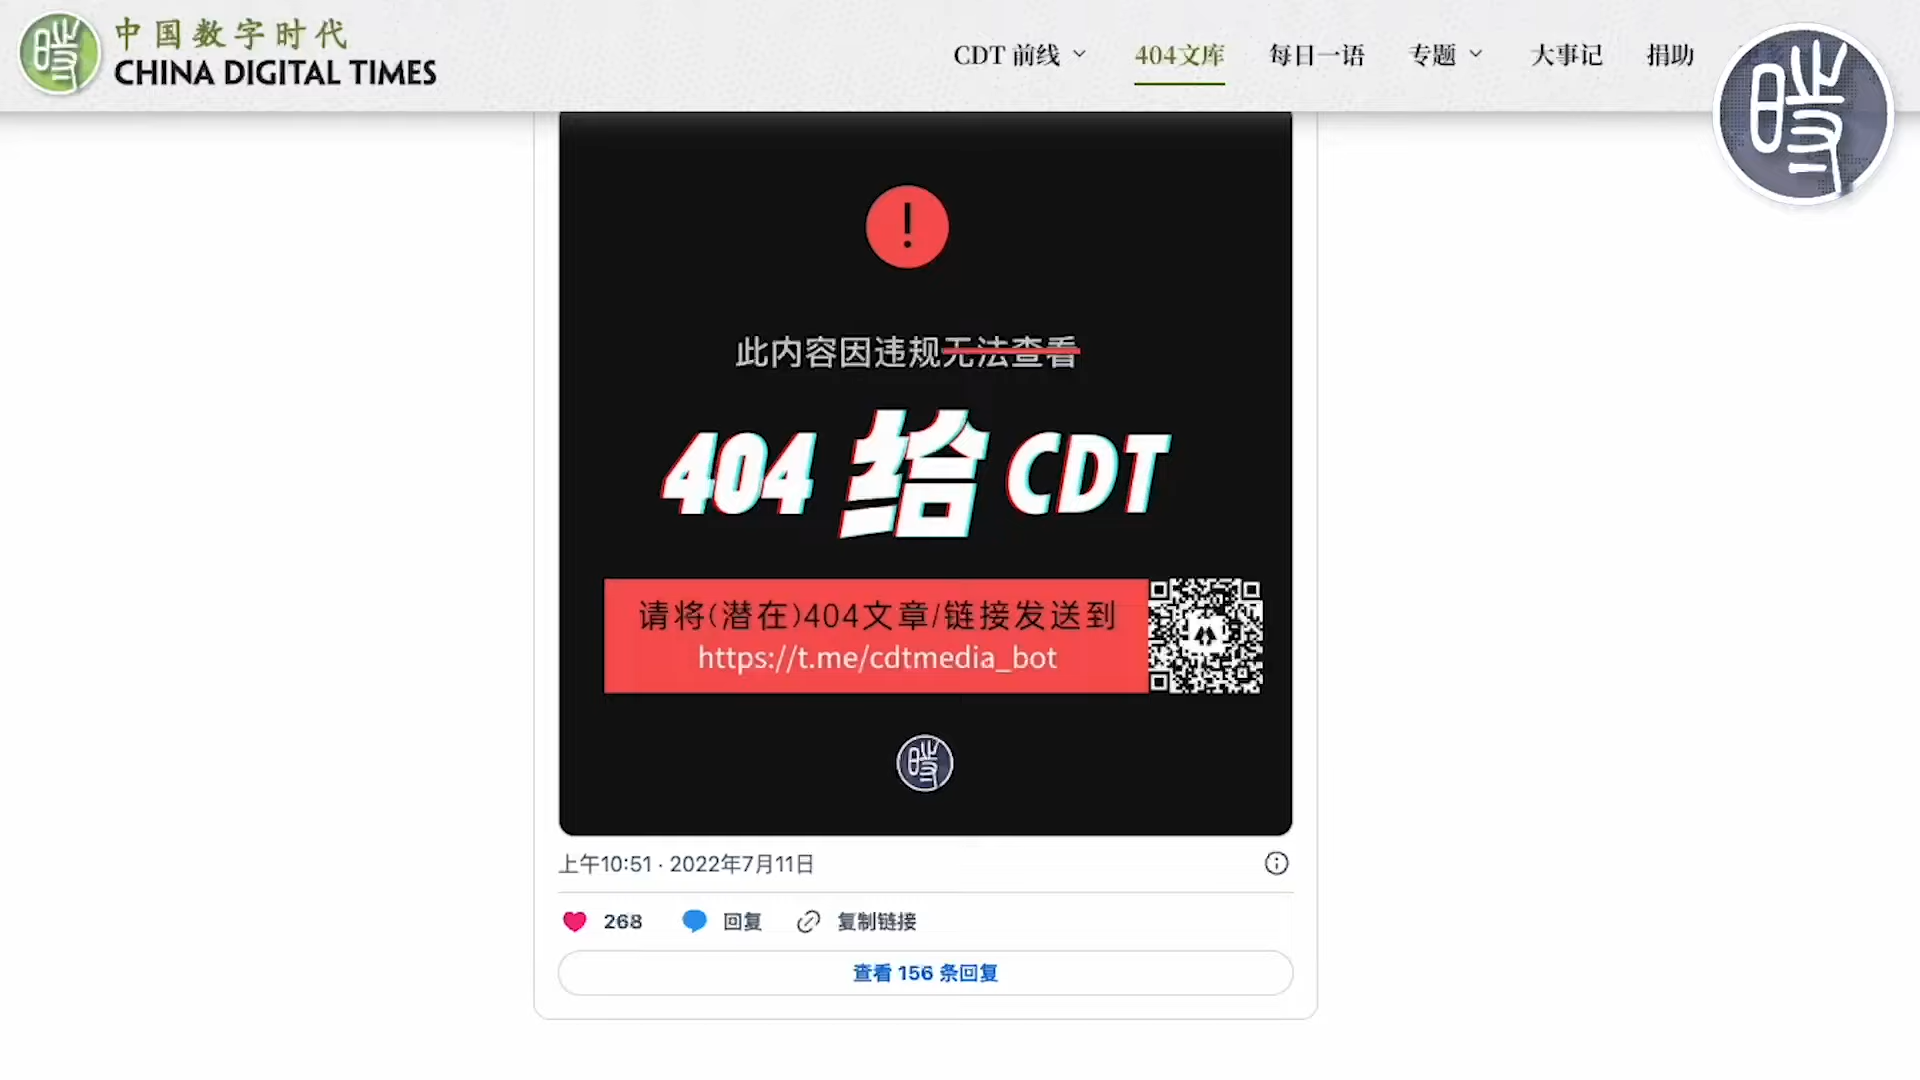 中国数字时代
CHINA DIGITAL TIMES
CDT 前线
404文库
每日一语
专题
大事记
捐助
時
!
此内容因违规无法查看
404 给 CDT
请将(潜在)404文章/链接发送到
https://t.me/cdtmedia_bot
上午10:51 · 2022年7月11日
268
回复
复制链接
查看 156 条回复